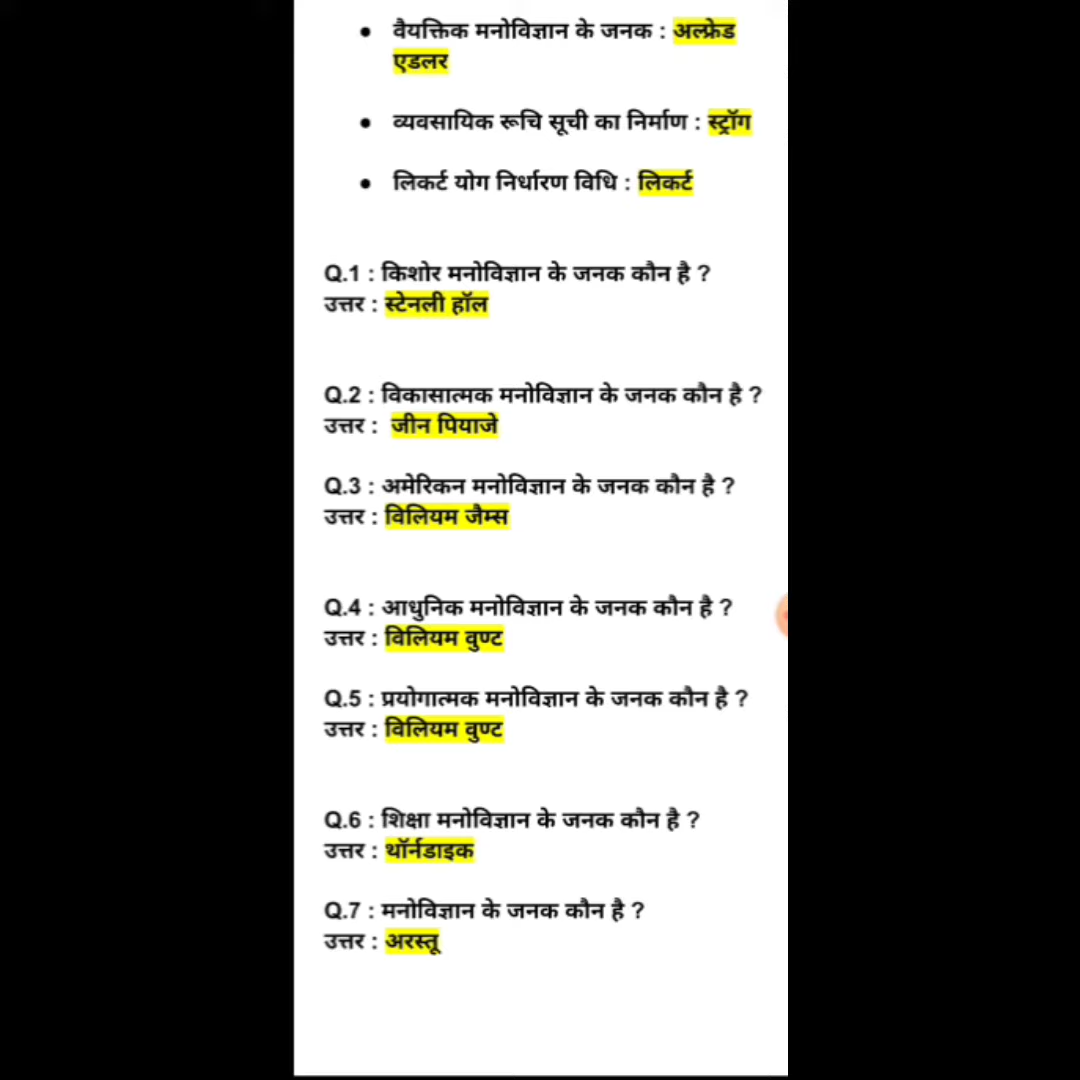 • वैयक्तिक मनोविज्ञान के जनक : अल्फ्रेड
एडलर
• व्यवसायिक रूचि सूची का निर्माण : स्ट्रॉग
• लिकर्ट योग निर्धारण विधि : लिकर्ट
Q.1 : किशोर मनोविज्ञान के जनक कौन है ?
उत्तर : स्टेनली हॉल
Q.2 : विकासात्मक मनोविज्ञान के जनक कौन है ?
उत्तर : जीन पियाजे
Q.3 : अमेरिकन मनोविज्ञान के जनक कौन है ?
उत्तर : विलियम जैम्स
Q.4 : आधुनिक मनोविज्ञान के जनक कौन है ?
उत्तर : विलियम वुण्ट
Q.5 : प्रयोगात्मक मनोविज्ञान के जनक कौन है ?
उत्तर : विलियम वुण्ट
Q.6 : शिक्षा मनोविज्ञान के जनक कौन है ?
उत्तर : थॉर्नडाइक
Q.7 : मनोविज्ञान के जनक कौन है ?
उत्तर : अरस्तू